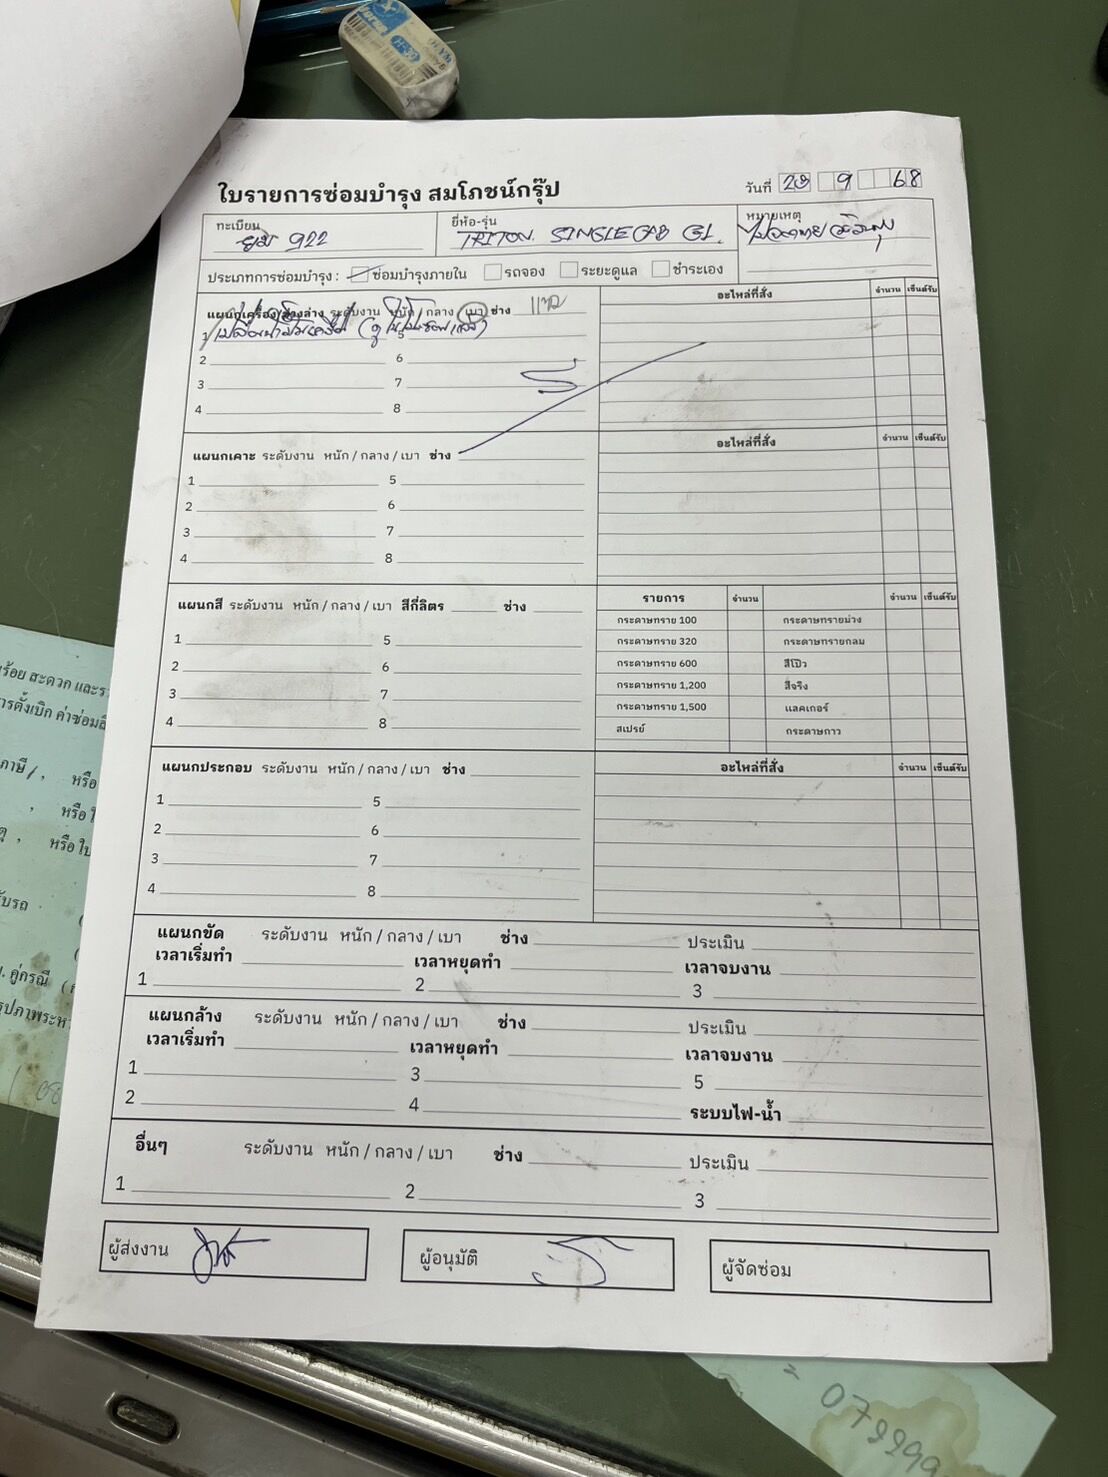 ใบรายการซ่อมบำรุง สมโภชน์กรุ๊ป
วันที่ 9 68
ทะเบียน 922
ยี่ห้อ-รุ่น TRITON. SINGLE CAB GL.
หมายเหตุ
ประเภทการซ่อมบำรุง : ซ่อมบำรุงภายใน รถจอง ระยะดูแล ชำระเอง
แผนกเครื่อง/ช่วงล่าง ระดับงาน หนัก / กลาง / เบา ช่าง
อะไหล่ที่สั่ง จำนวน เซ็นต์รับ
1 เปลี่ยนน้ำมันเครื่อง 5
2 6
3 7
4 8
แผนกเคาะ ระดับงาน หนัก / กลาง / เบา ช่าง
อะไหล่ที่สั่ง จำนวน เซ็นต์รับ
1 5
2 6
3 7
4 8
แผนกสี ระดับงาน หนัก / กลาง / เบา สีกี่ลิตร ช่าง
รายการ จำนวน จำนวน เซ็นต์รับ
กระดาษทราย 100 กระดาษทรายม่วง
กระดาษทราย 320 กระดาษทรายกลม
กระดาษทราย 600 สีโป๊ว
กระดาษทราย 1,200 สีจริง
กระดาษทราย 1,500 แลคเกอร์
สเปรย์ กระดาษกาว
1 5
2 6
3 7
4 8
แผนกประกอบ ระดับงาน หนัก / กลาง / เบา ช่าง
อะไหล่ที่สั่ง จำนวน เซ็นต์รับ
1 5
2 6
3 7
4 8
แผนกขัด ระดับงาน หนัก / กลาง / เบา ช่าง ประเมิน
เวลาเริ่มทำ เวลาหยุดทำ เวลาจบงาน
1 2 3
แผนกล้าง ระดับงาน หนัก / กลาง / เบา ช่าง ประเมิน
เวลาเริ่มทำ เวลาหยุดทำ เวลาจบงาน
1 3 5
2 4 ระบบไฟ-น้ำ
อื่นๆ ระดับงาน หนัก / กลาง / เบา ช่าง ประเมิน
1 2 3
ผู้ส่งงาน
ผู้อนุมัติ
ผู้จัดซ่อม